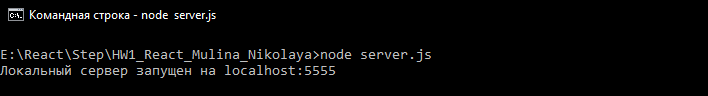 Командная строка - node server.js
E:\React\Step\HW1_React_Mulina_Nikolaya>node server.js
Локальный сервер запущен на localhost:5555